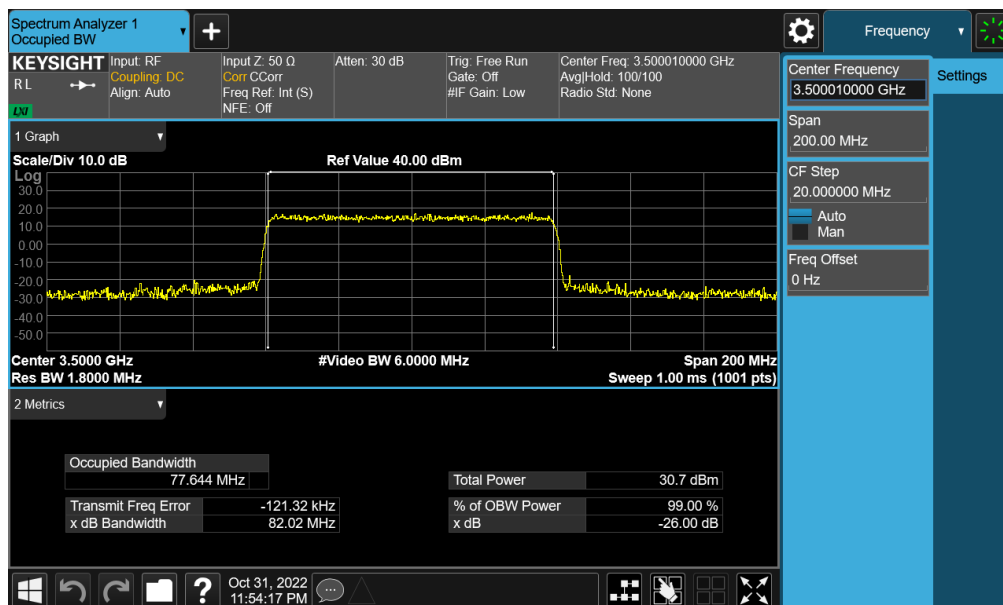 Spectrum Analyzer 1
Occupied BW
Frequency
KEYSIGHT
RL
LXI
Input: RF
Coupling: DC
Align: Auto
Input Z: 50 Ω
Corr CCorr
Freq Ref: Int (S)
NFE: Off
Atten: 30 dB
Trig: Free Run
Gate: Off
#IF Gain: Low
Center Freq: 3.500010000 GHz
Avg|Hold: 100/100
Radio Std: None
Center Frequency
3.500010000 GHz
Settings
Span
200.00 MHz
CF Step
20.000000 MHz
Auto
Man
Freq Offset
0 Hz
1 Graph
Scale/Div 10.0 dB
Ref Value 40.00 dBm
Log
30.0
20.0
10.0
0.00
-10.0
-20.0
-30.0
-40.0
-50.0
Center 3.5000 GHz
#Video BW 6.0000 MHz
Span 200 MHz
Res BW 1.8000 MHz
Sweep 1.00 ms (1001 pts)
2 Metrics
Occupied Bandwidth
77.644 MHz
Total Power 30.7 dBm
Transmit Freq Error -121.32 kHz
% of OBW Power 99.00 %
x dB Bandwidth 82.02 MHz
x dB -26.00 dB
?
Oct 31, 2022
11:54:17 PM